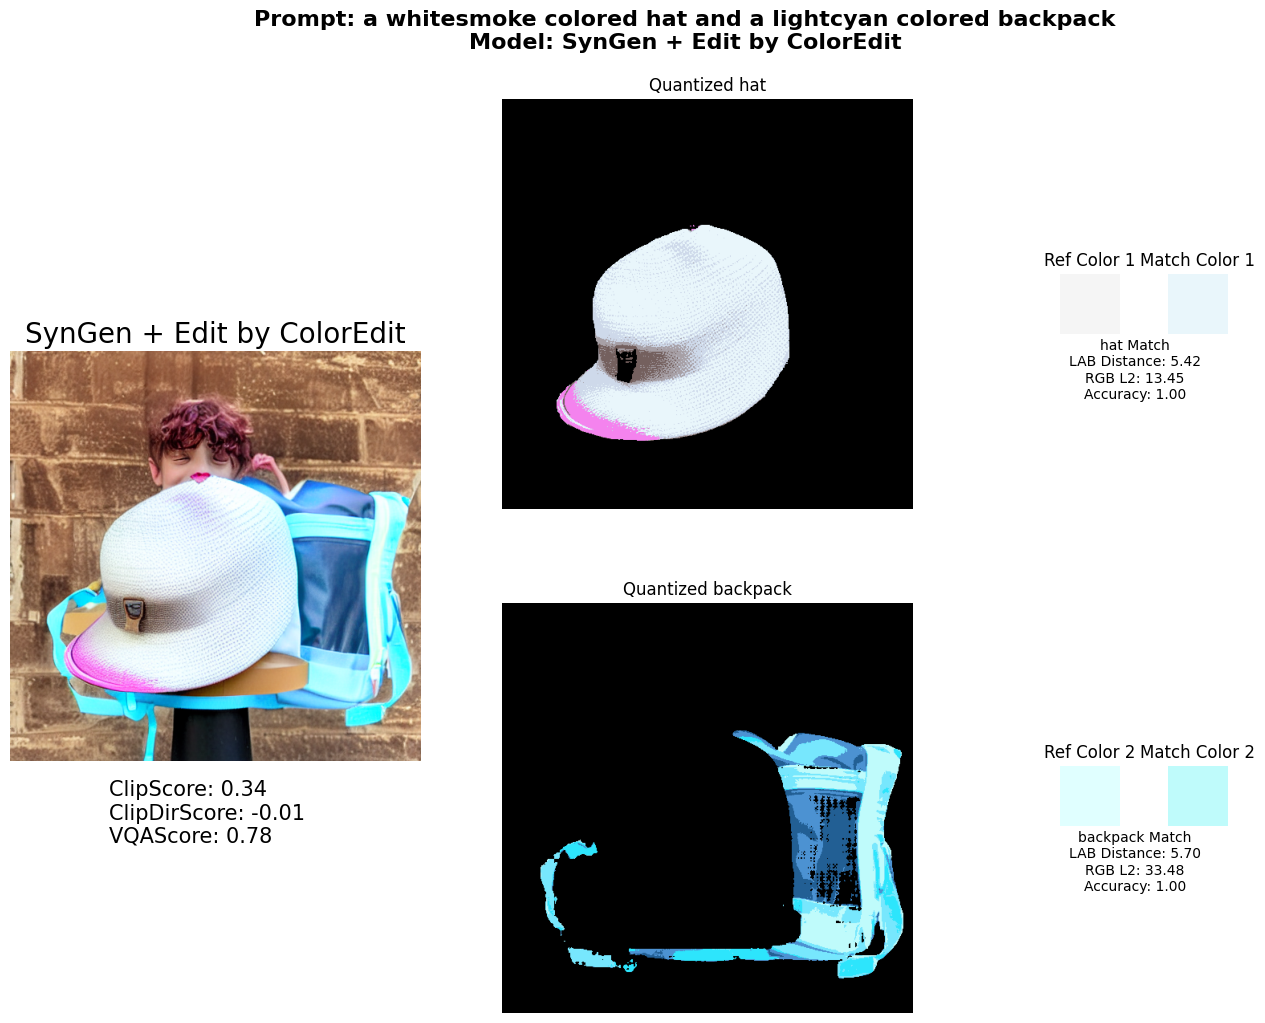 Prompt: a whitesmoke colored hat and a lightcyan colored backpack
Model: SynGen + Edit by ColorEdit
Quantized hat
Ref Color 1 Match Color 1
hat Match
LAB Distance: 5.42
RGB L2: 13.45
Accuracy: 1.00
SynGen + Edit by ColorEdit
ClipScore: 0.34
ClipDirScore: -0.01
VQAScore: 0.78
Quantized backpack
Ref Color 2 Match Color 2
backpack Match
LAB Distance: 5.70
RGB L2: 33.48
Accuracy: 1.00